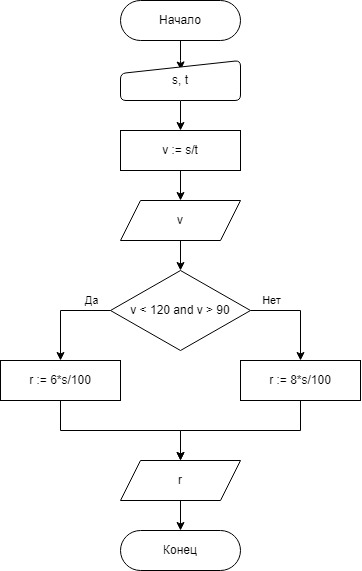 Начало
s, t
v := s/t
v
v < 120 and v > 90
Да
Нет
r := 6*s/100
r := 8*s/100
r
Конец